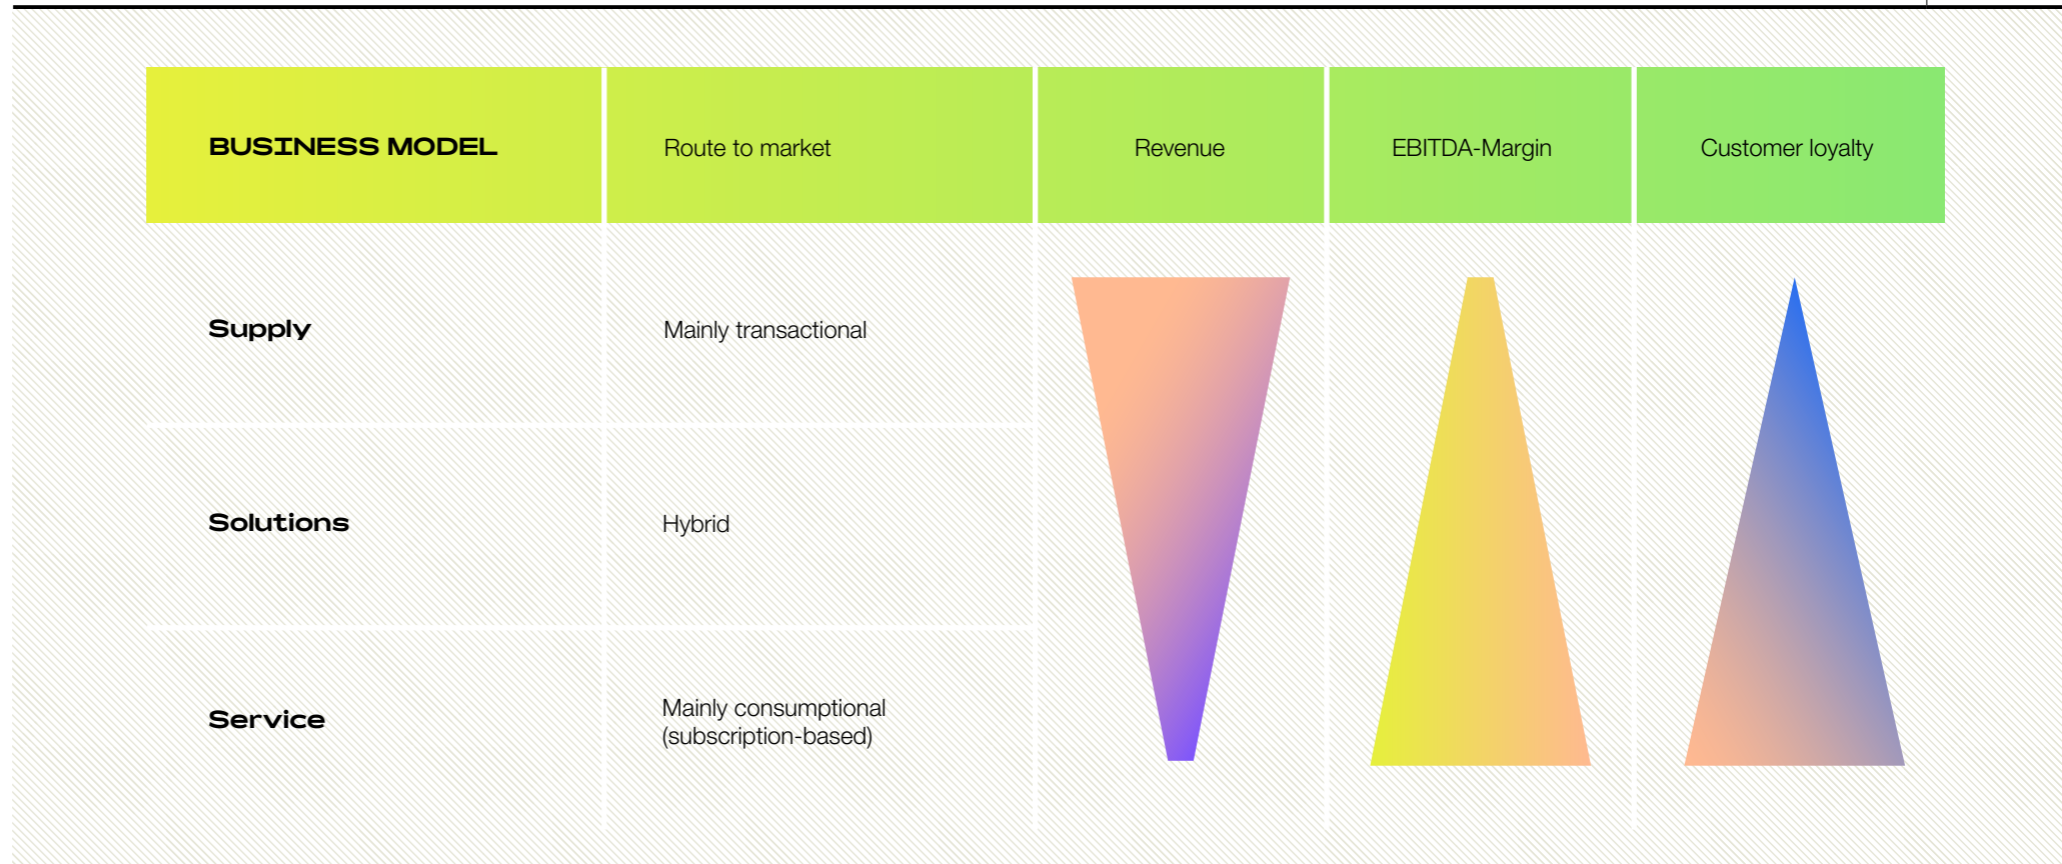 BUSINESS MODEL
Route to market
Revenue
EBITDA-Margin
Customer loyalty
Supply
Mainly transactional
Solutions
Hybrid
Service
Mainly consumptional
(subscription-based)